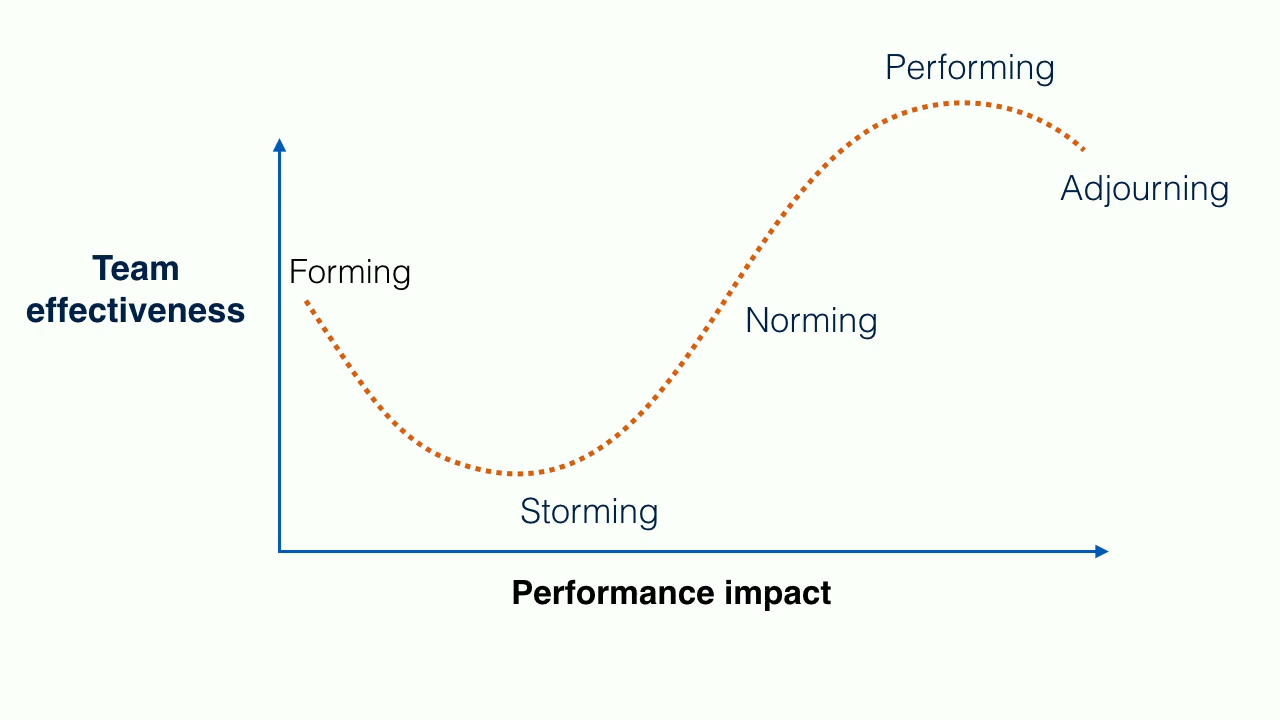 Performing
Adjourning
Team
effectiveness
Forming
Norming
Storming
Performance impact